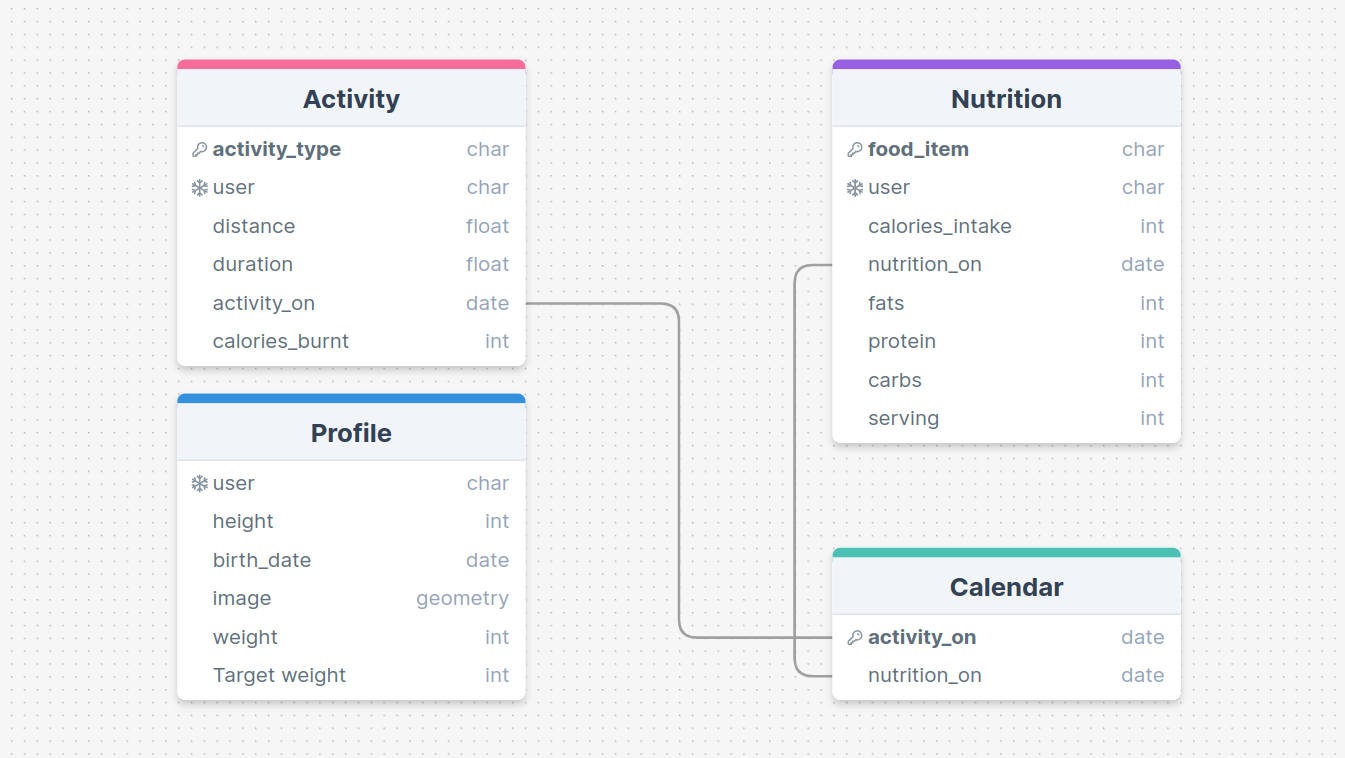 Activity
activity_type char
user char
distance float
duration float
activity_on date
calories_burnt int
Profile
user char
height int
birth_date date
image geometry
weight int
Target weight int
Nutrition
food_item char
user char
calories_intake int
nutrition_on date
fats int
protein int
carbs int
serving int
Calendar
activity_on date
nutrition_on date